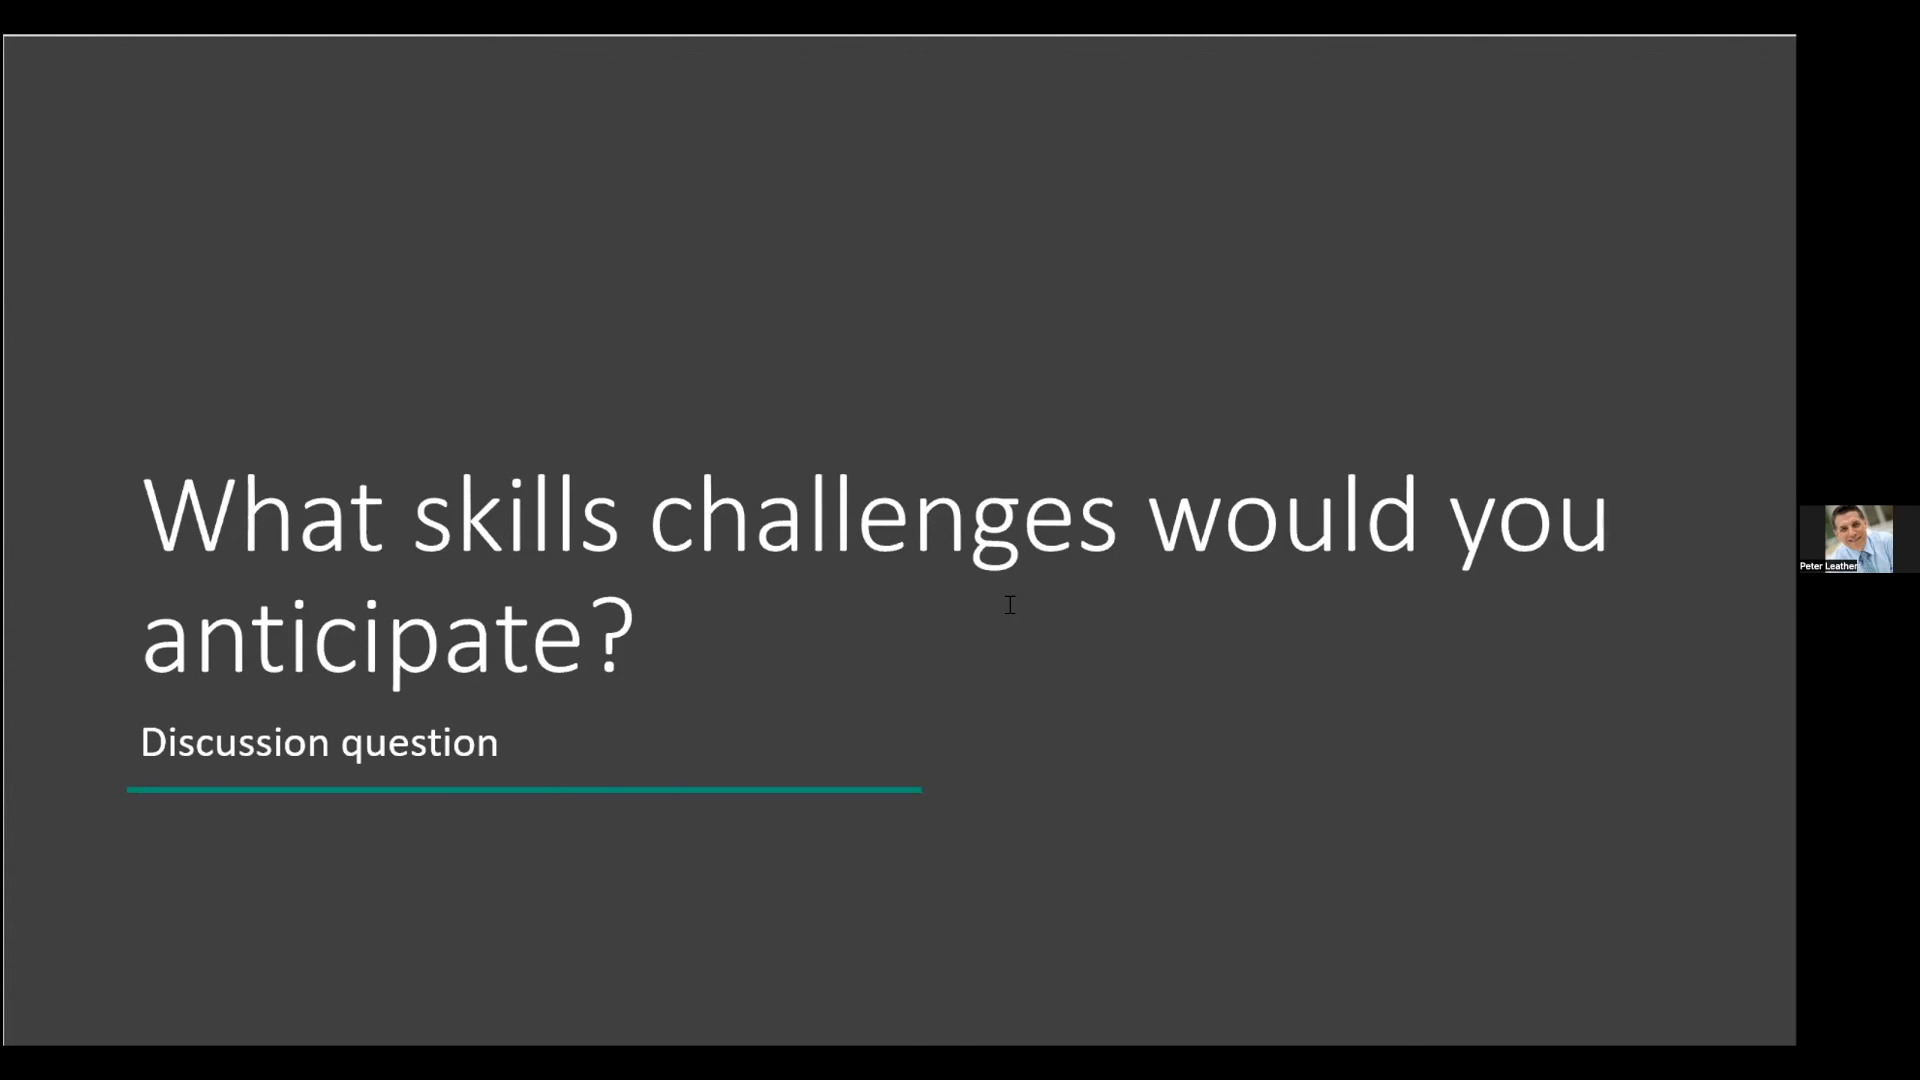 What skills challenges would you
anticipate?
Discussion question
Peter Leather